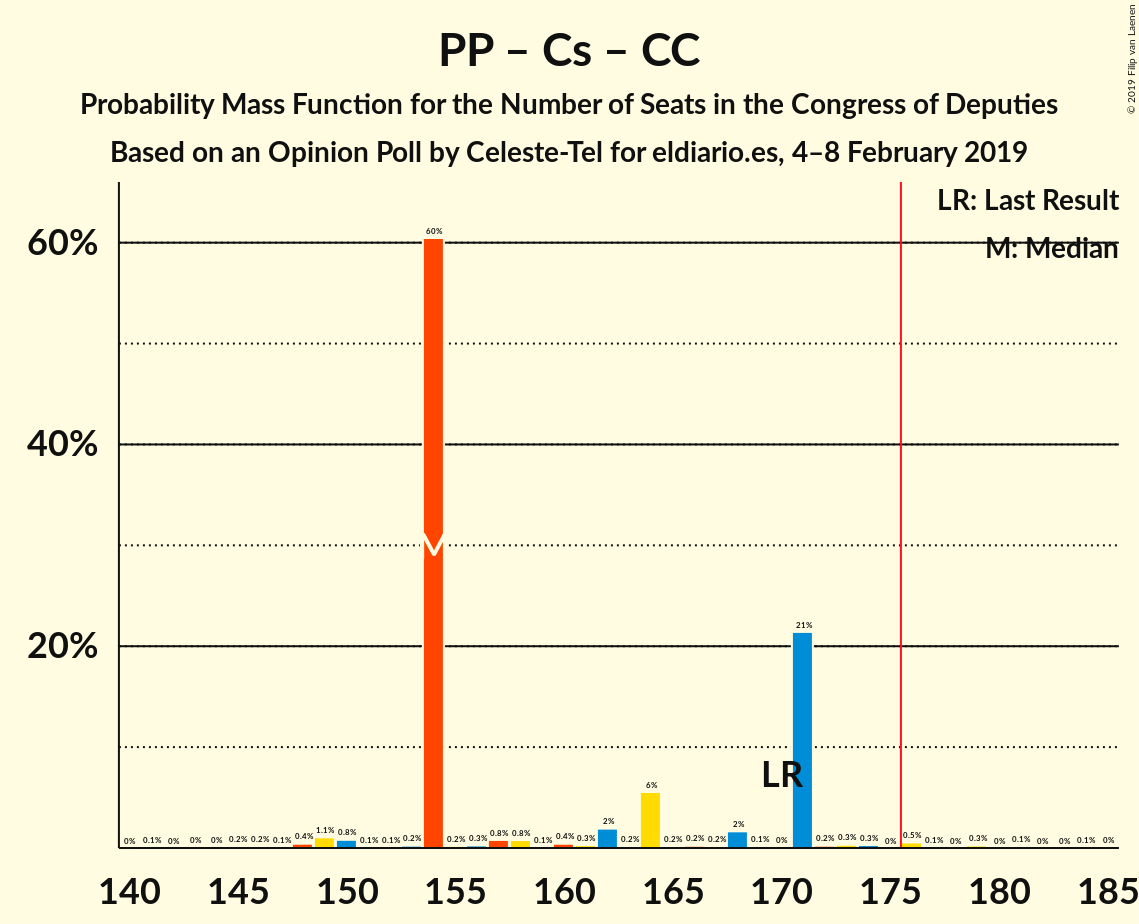 PP – Cs – CC
Probability Mass Function for the Number of Seats in the Congress of Deputies
Based on an Opinion Poll by Celeste-Tel for eldiario.es, 4–8 February 2019
© 2019 Filip van Laenen
LR: Last Result
M: Median
60%
40%
20%
0% 0.1% 0% 0% 0% 0.2% 0.2% 0.1% 0.4% 1.1% 0.8% 0.1% 0.1% 0.2% 60% 0.2% 0.3% 0.8% 0.8% 0.1% 0.4% 0.3% 2% 0.2% 6% 0.2% 0.2% 0.2% 2% 0.1% 0% 21% 0.2% 0.3% 0.3% 0% 0.5% 0.1% 0% 0.3% 0% 0.1% 0% 0% 0.1% 0%
LR
140 145 150 155 160 165 170 175 180 185